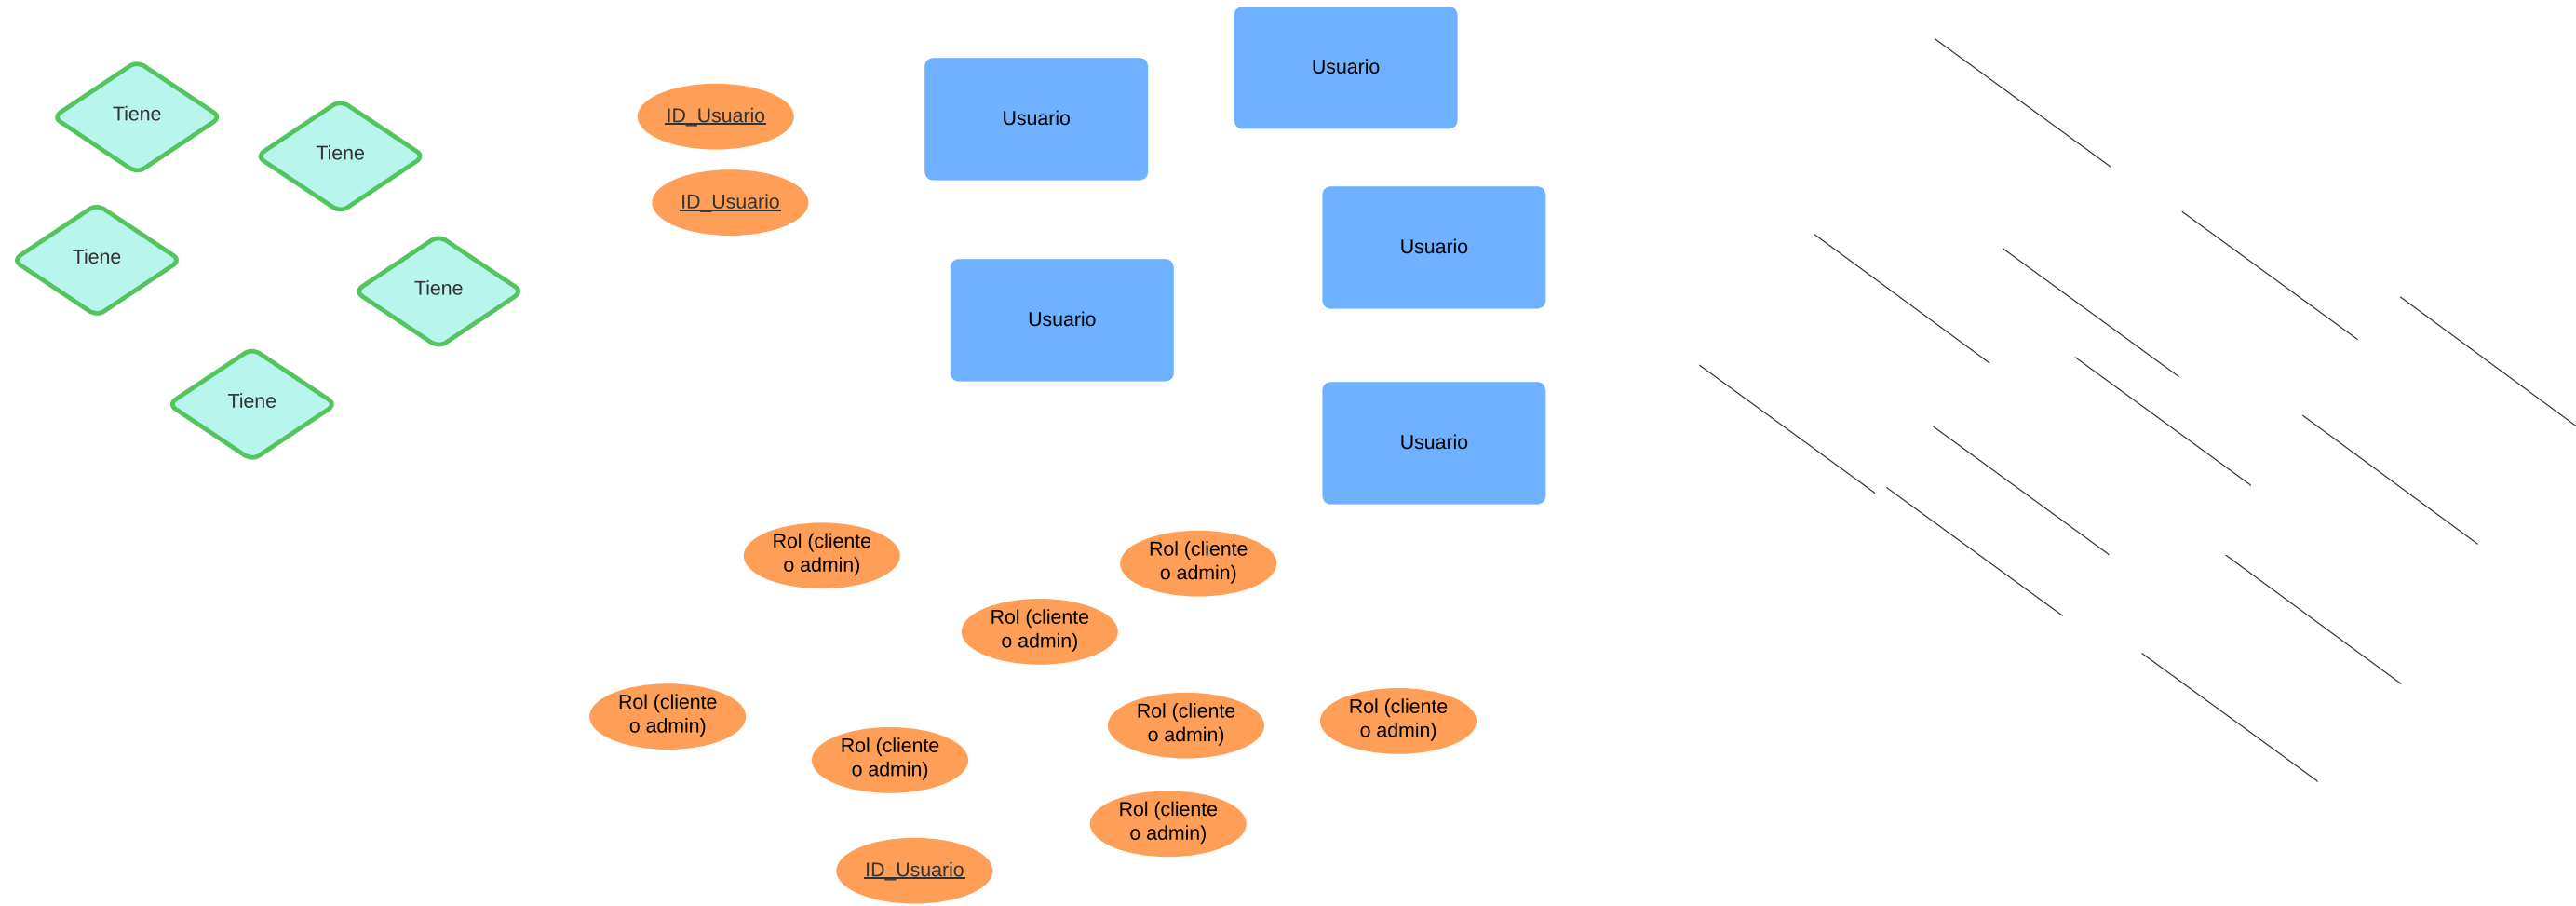 Usuario
Tiene
ID_Usuario
Usuario
Tiene
ID_Usuario
Usuario
Tiene
Tiene
Usuario
Tiene
Usuario
Rol (cliente
o admin)
Rol (cliente
o admin)
Rol (cliente
o admin)
Rol (cliente
o admin)
Rol (cliente
o admin)
Rol (cliente
o admin)
Rol (cliente
o admin)
Rol (cliente
o admin)
ID_Usuario